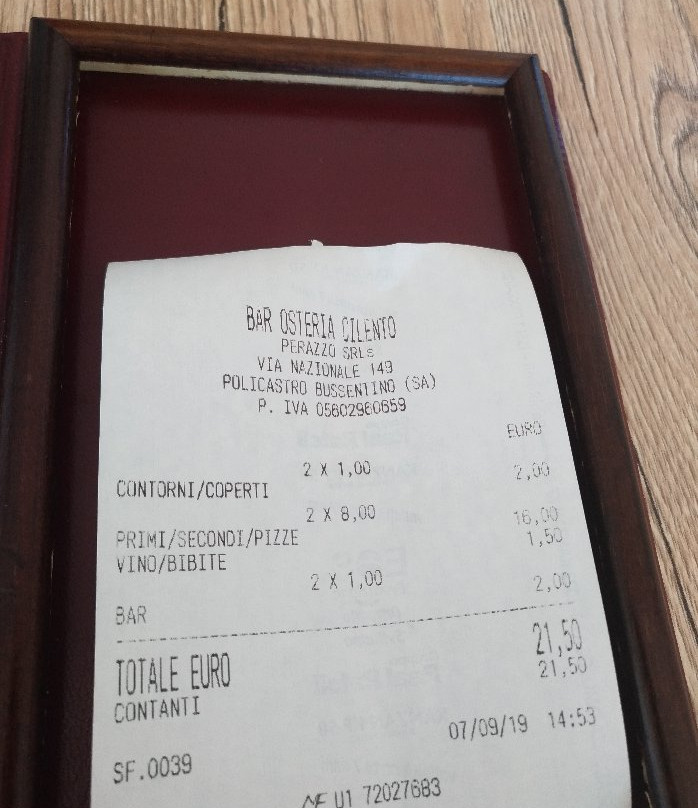 BAR OSTERIA CILENTO
PERAZZO SRLs
VIA NAZIONALE 149
POLICASTRO BUSSENTINO (SA)
P. IVA 05602960659
EURO
2 X 1,00
CONTORNI/COPERTI 2,00
2 X 8,00
PRIMI/SECONDI/PIZZE 16,00
VINO/BIBITE 1,50
2 X 1,00
BAR 2,00
TOTALE EURO 21,50
CONTANTI 21,50
07/09/19 14:53
SF.0039
72027683